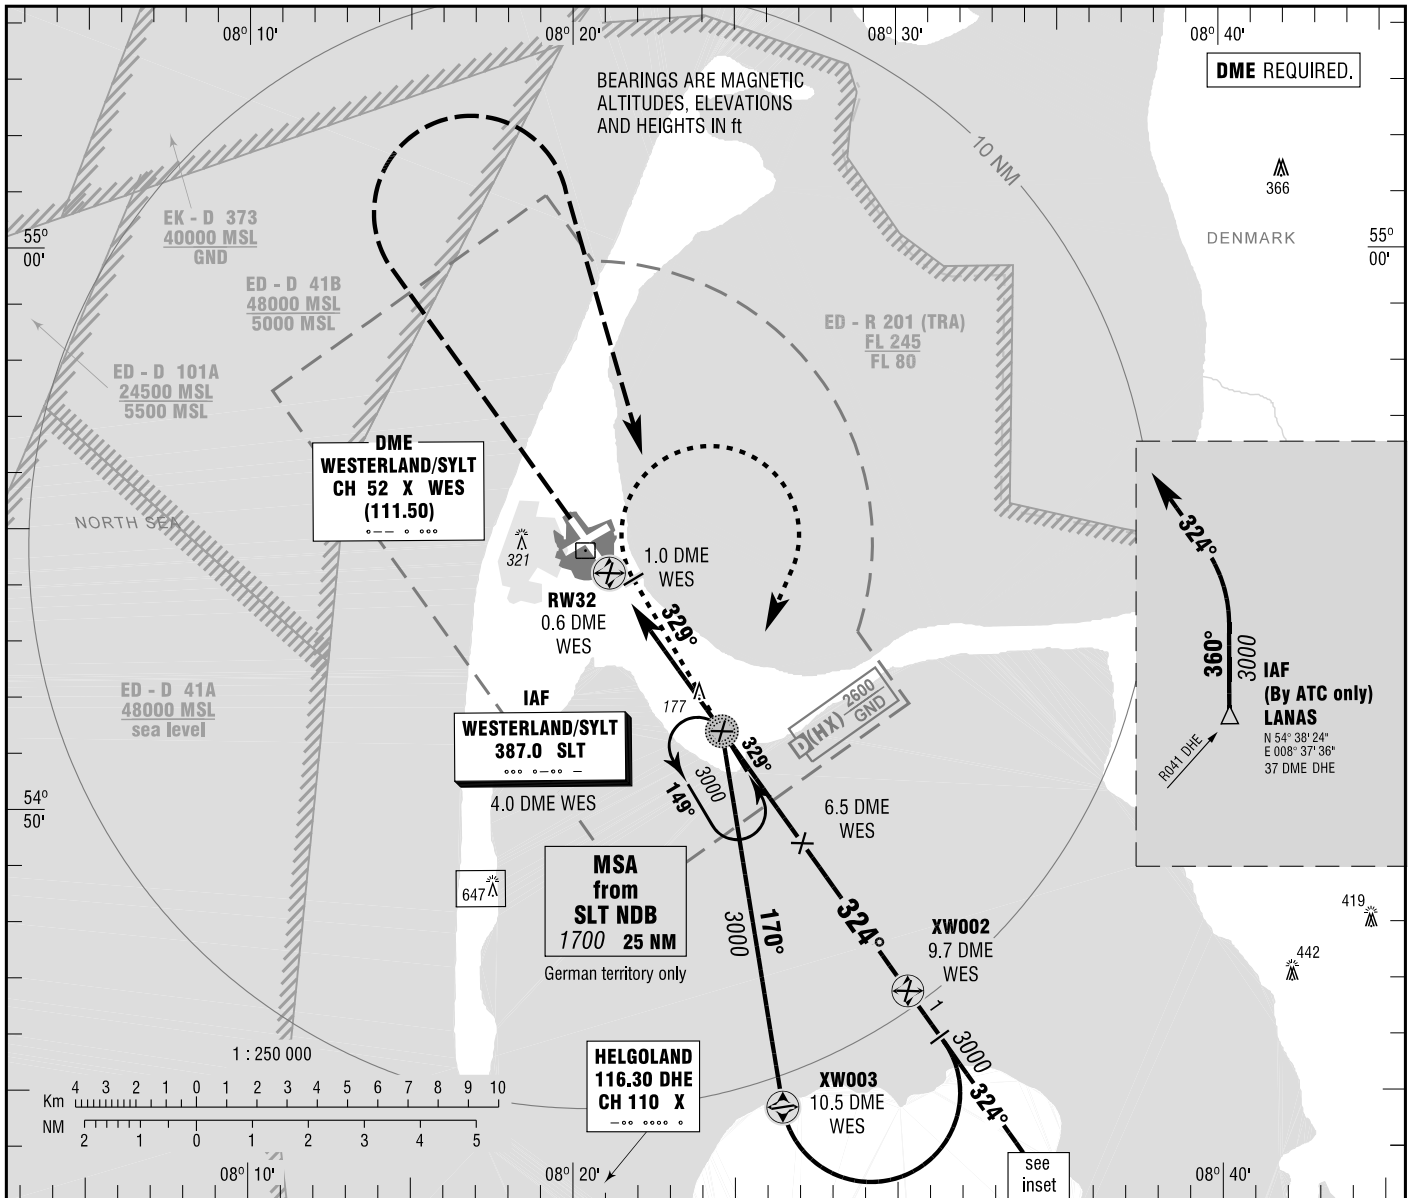 08° 10'
08° 20'
08° 30'
08° 40'
DME REQUIRED.
BEARINGS ARE MAGNETIC
ALTITUDES, ELEVATIONS
AND HEIGHTS IN ft
10 NM
366
DENMARK
55°
00'
55°
00'
EK - D 373
40000 MSL
GND
ED - D 41B
48000 MSL
5000 MSL
ED - R 201 (TRA)
FL 245
FL 80
ED - D 101A
24500 MSL
5500 MSL
DME
WESTERLAND/SYLT
CH 52 X WES
(111.50)
NORTH SEA
321
1.0 DME
WES
RW32
0.6 DME
WES
329°
324°
360°
3000
IAF
(By ATC only)
LANAS
N 54° 38' 24"
E 008° 37' 36"
37 DME DHE
R041 DHE
ED - D 41A
48000 MSL
sea level
IAF
WESTERLAND/SYLT
387.0 SLT
4.0 DME WES
177
D(HX) 2600
GND
329°
3000
149°
6.5 DME
WES
54°
50'
MSA
from
SLT NDB
1700 25 NM
German territory only
647
170°
3000
324°
XW002
9.7 DME
WES
419
442
1
3000
324°
1 : 250 000
Km
4 3 2 1 0 1 2 3 4 5 6 7 8 9 10
NM
2 1 0 1 2 3 4 5
HELGOLAND
116.30 DHE
CH 110 X
XW003
10.5 DME
WES
see
inset
08° 10'
08° 20'
08° 40'